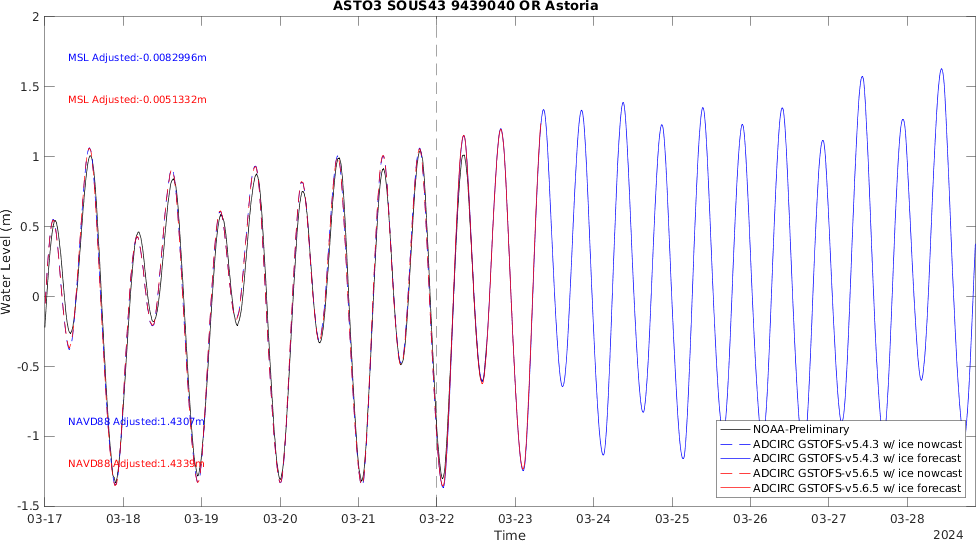 ASTO3 SOUS43 9439040 OR Astoria
2
1.5
1
0.5
0
-0.5
-1
-1.5
Water Level (m)
MSL Adjusted:-0.0082996m
MSL Adjusted:-0.0051332m
NAVD88 Adjusted:1.4307m
NAVD88 Adjusted:1.4339m
NOAA-Preliminary
ADCIRC GSTOFS-v5.4.3 w/ ice nowcast
ADCIRC GSTOFS-v5.4.3 w/ ice forecast
ADCIRC GSTOFS-v5.6.5 w/ ice nowcast
ADCIRC GSTOFS-v5.6.5 w/ ice forecast
03-17 03-18 03-19 03-20 03-21 03-22 03-23 03-24 03-25 03-26 03-27 03-28
Time
2024